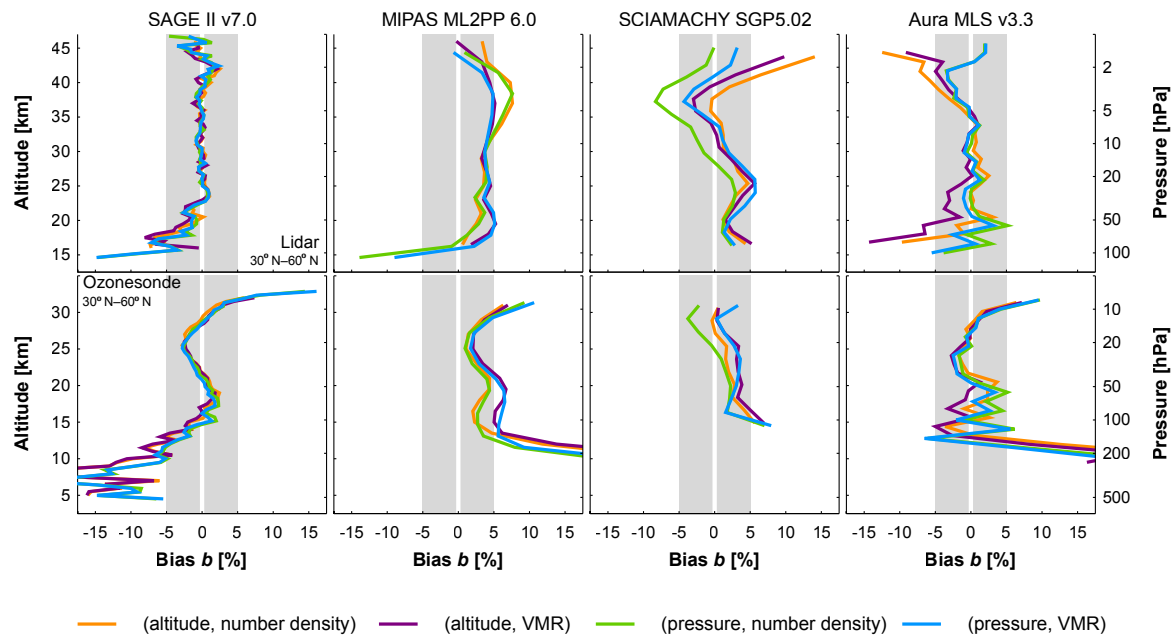 SAGE II v7.0 MIPAS ML2PP 6.0 SCIAMACHY SGP5.02 Aura MLS v3.3
Altitude [km]
45
40
35
30
25
20
15
Lidar
30° N–60° N
Pressure [hPa]
2
5
10
20
50
100
Altitude [km]
30
25
20
15
10
5
Ozonesonde
30° N–60° N
Pressure [hPa]
10
20
50
100
200
500
-15 -10 -5 0 5 10 15 -15 -10 -5 0 5 10 15 -15 -10 -5 0 5 10 15 -15 -10 -5 0 5 10 15
Bias b [%] Bias b [%] Bias b [%] Bias b [%]
(altitude, number density) (altitude, VMR) (pressure, number density) (pressure, VMR)